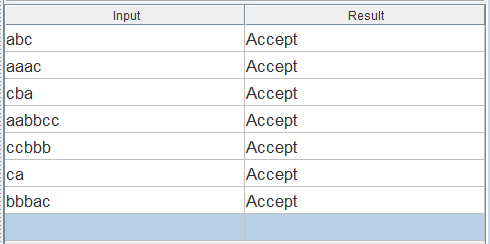 Input Result
abc Accept
aaac Accept
cba Accept
aabbcc Accept
ccbbb Accept
ca Accept
bbbac Accept